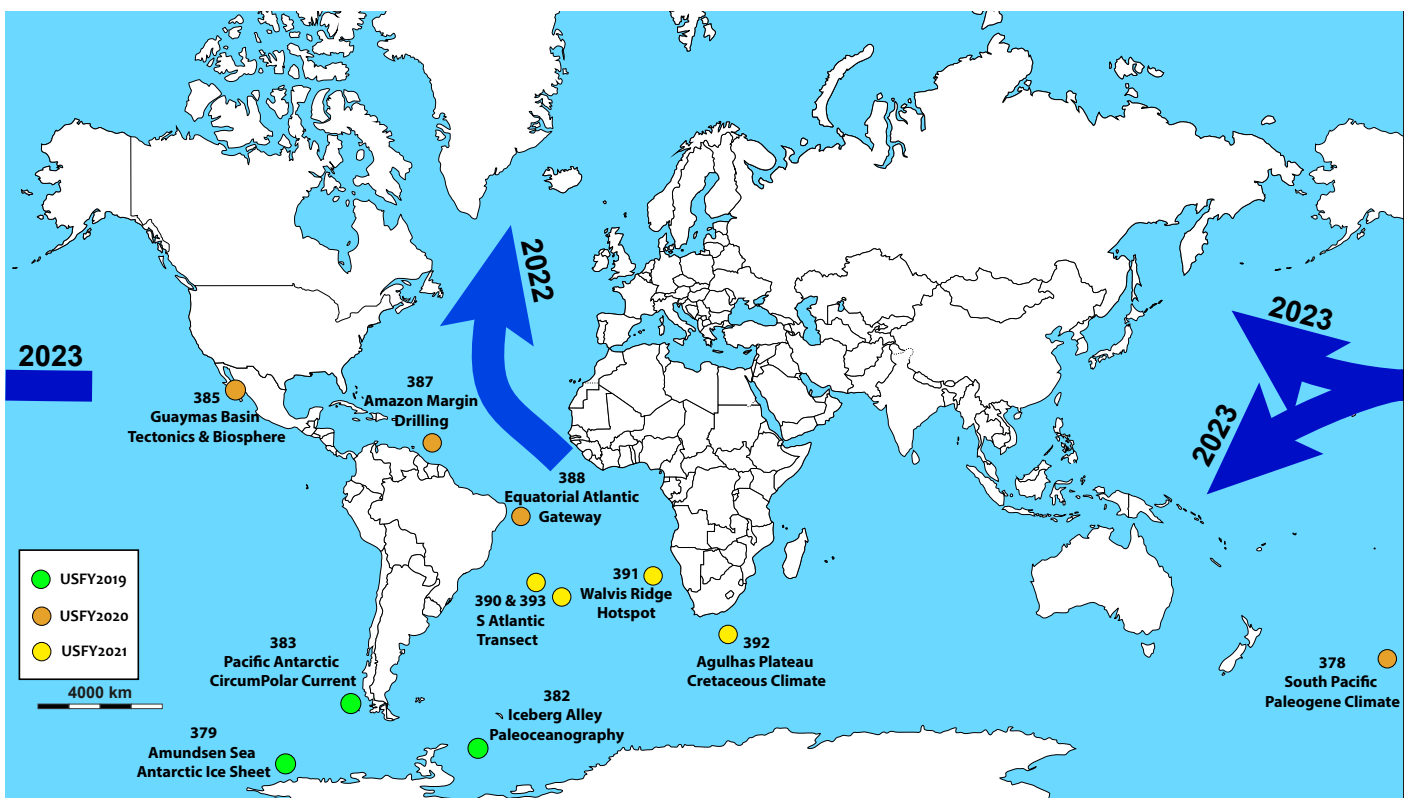 2022
2023
2023
2023
387
Amazon Margin
Drilling
385
Guaymas Basin
Tectonics & Biosphere
388
Equatorial Atlantic
Gateway
USFY2019
USFY2020
USFY2021
4000 km
390 & 393
S Atlantic
Transect
391
Walvis Ridge
Hotspot
392
Agulhas Plateau
Cretaceous Climate
383
Pacific Antarctic
CircumPolar Current
378
South Pacific
Paleogene Climate
382
Iceberg Alley
Paleoceanography
379
Amundsen Sea
Antarctic Ice Sheet